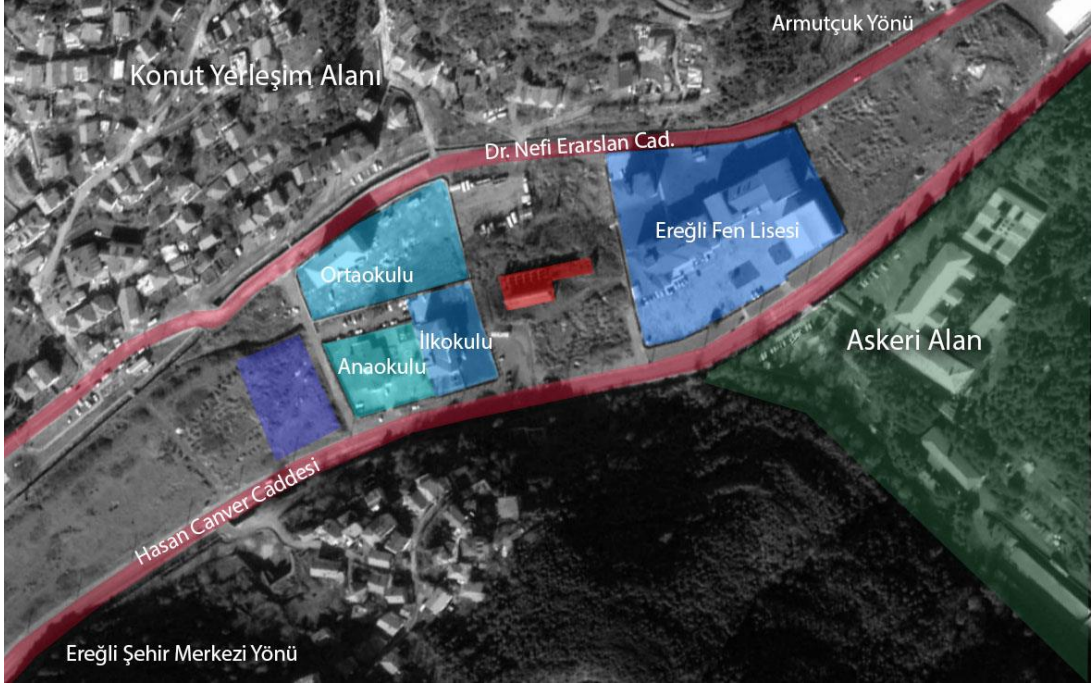 Armutçuk Yönü
Konut Yerleşim Alanı
Dr. Nefi Erarslan Cad.
Ereğli Fen Lisesi
Ortaokulu
İlkokulu
Anaokulu
Askeri Alan
Hasan Canver Caddesi
Ereğli Şehir Merkezi Yönü